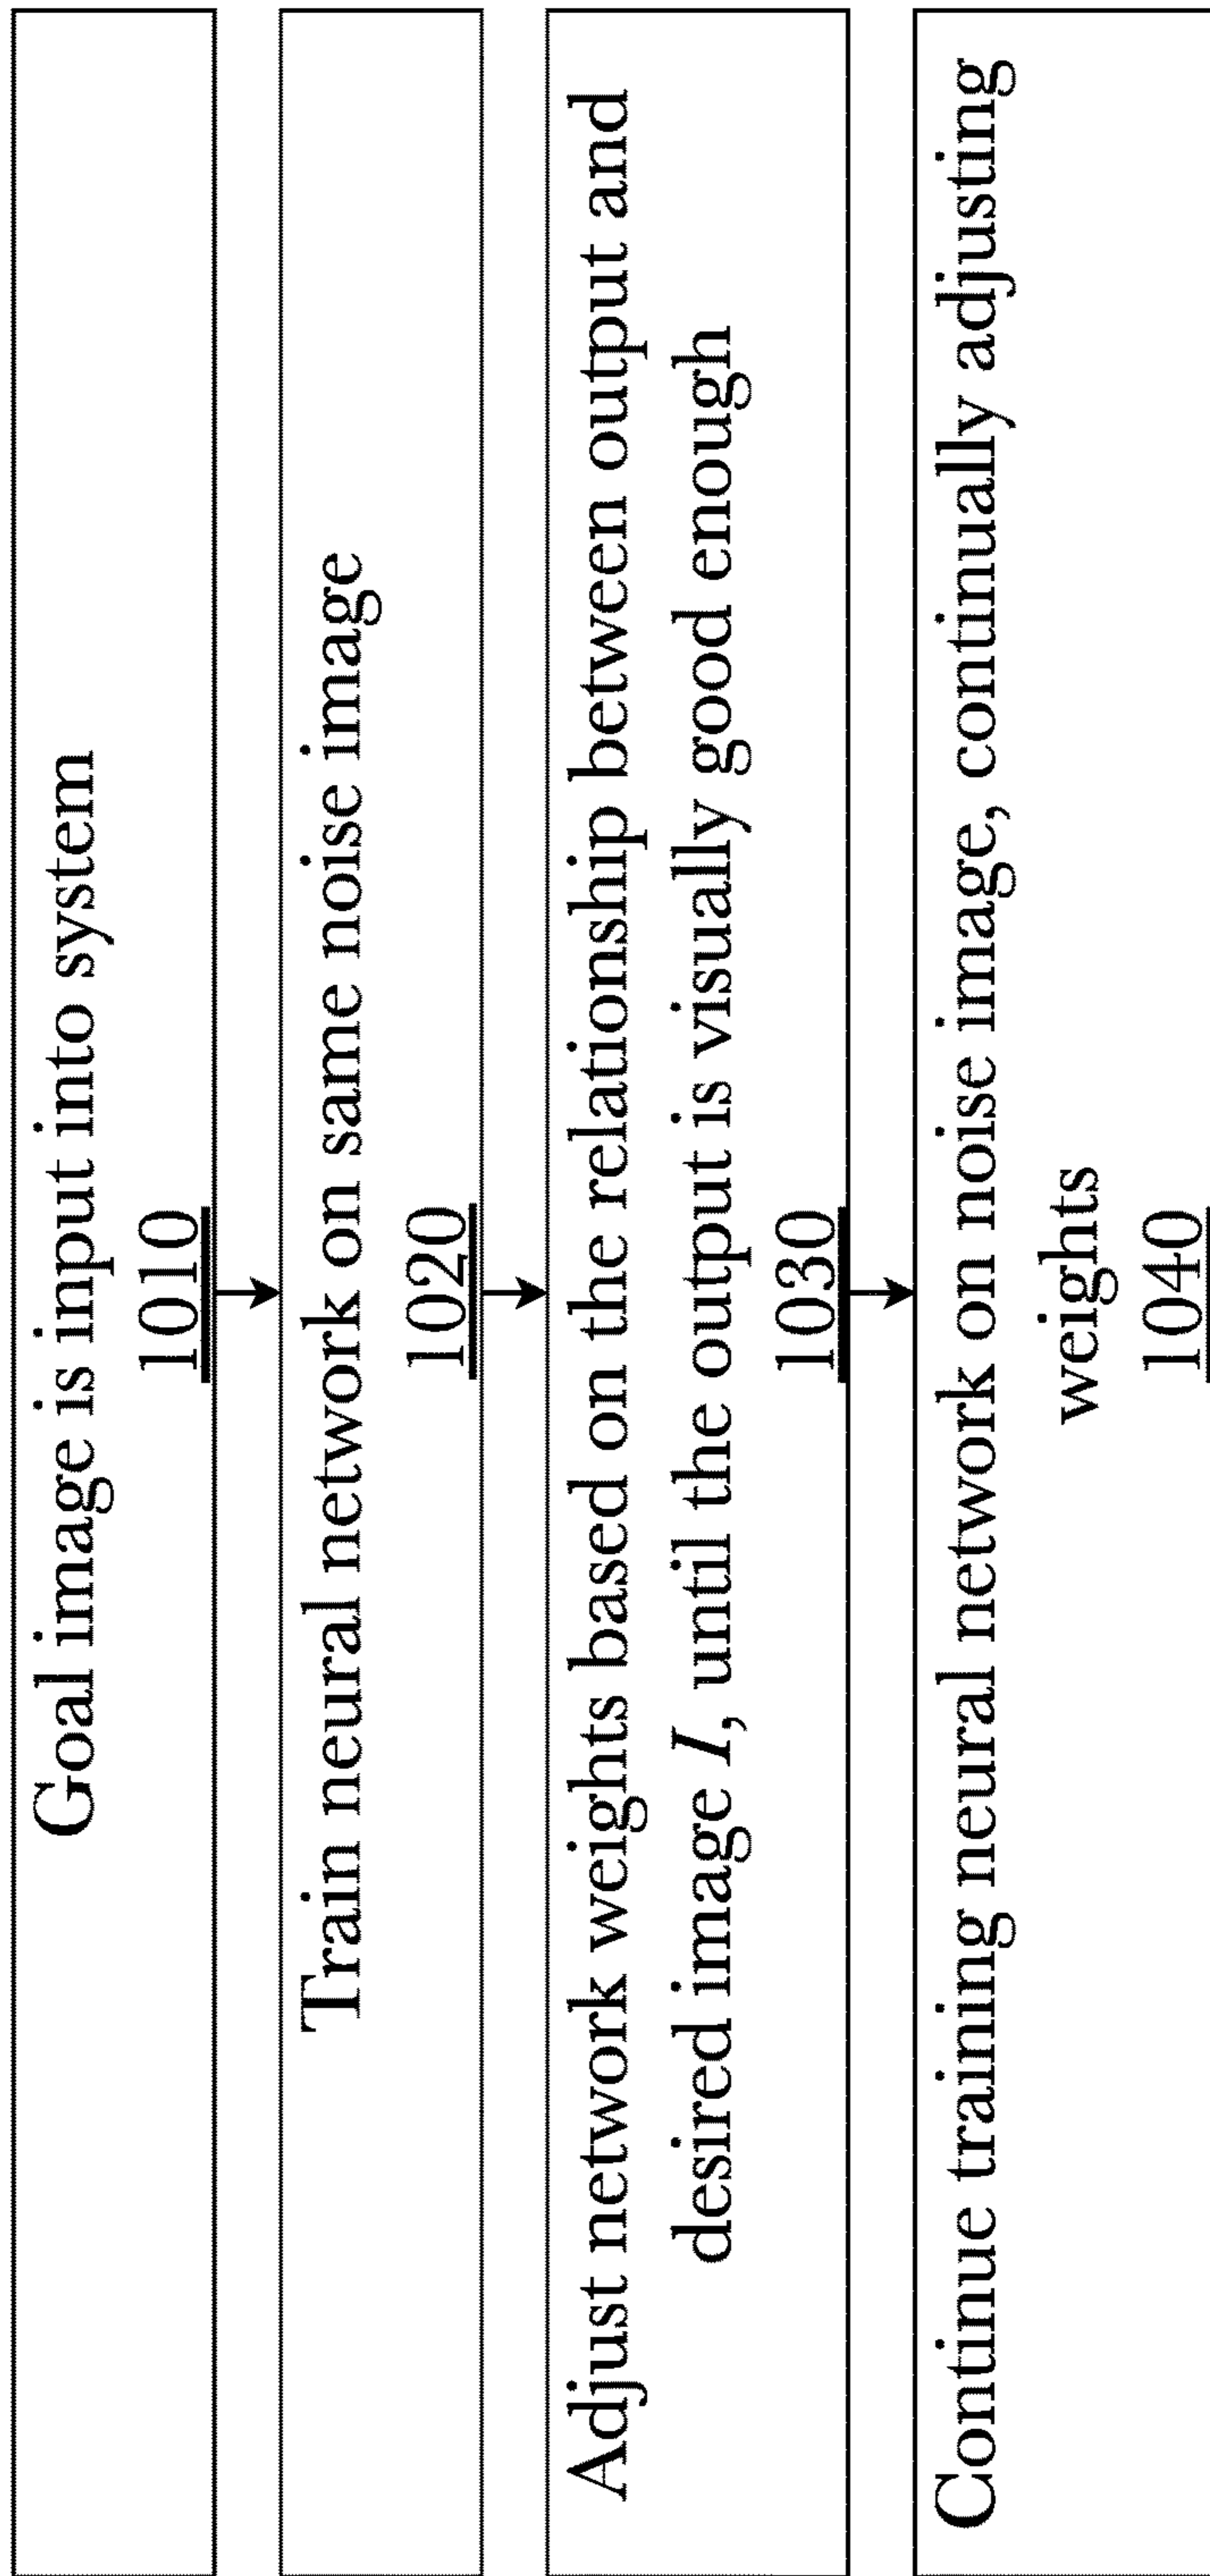 Goal image is input into system
1010
Train neural network on same noise image
1020
Adjust network weights based on the relationship between output and
desired image I, until the output is visually good enough
1030
Continue training neural network on noise image, continually adjusting
weights
1040